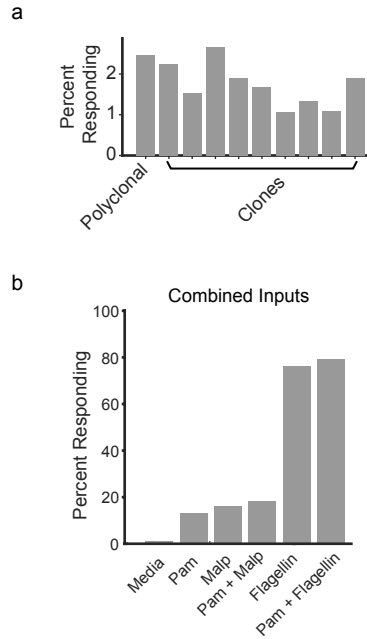 a
Percent
Responding
2
1
0
Polyclonal
Clones
b
Combined Inputs
Percent Responding
100
80
60
40
20
0
Media
Pam
Malp
Pam + Malp
Flagellin
Pam + Flagellin